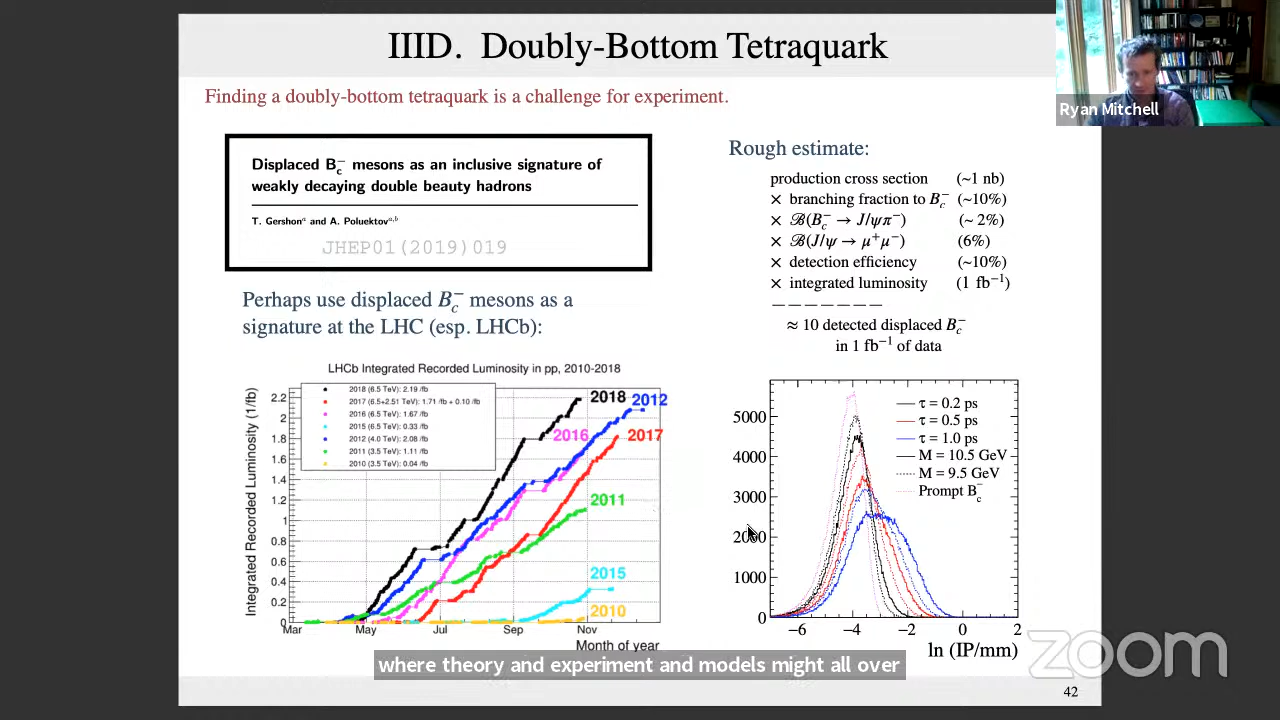 IIID. Doubly-Bottom Tetraquark
Finding a doubly-bottom tetraquark is a challenge for experiment.
Ryan Mitchell
Displaced B_c^- mesons as an inclusive signature of
weakly decaying double beauty hadrons
T. Gershon^a and A. Poluektov^{a,b}
JHEP01(2019)019
Perhaps use displaced B_c^- mesons as a
signature at the LHC (esp. LHCb):
Rough estimate:
production cross section (~1 nb)
× branching fraction to B_c^- (~10%)
× ℬ(B_c^- → J/ψπ^-) (~ 2%)
× ℬ(J/ψ → μ^+μ^-) (6%)
× detection efficiency (~10%)
× integrated luminosity (1 fb^{-1})
— — — — — — —
≈ 10 detected displaced B_c^-
in 1 fb^{-1} of data
LHCb Integrated Recorded Luminosity in pp, 2010-2018
Integrated Recorded Luminosity (1/fb)
2018 (6.5 TeV): 2.19 /fb
2017 (6.5+2.51 TeV): 1.71 /fb + 0.10 /fb
2016 (6.5 TeV): 1.67 /fb
2015 (6.5 TeV): 0.33 /fb
2012 (4.0 TeV): 2.08 /fb
2011 (3.5 TeV): 1.11 /fb
2010 (3.5 TeV): 0.04 /fb
2018
2012
2016
2017
2011
2015
2010
2.2
2
1.8
1.6
1.4
1.2
1
0.8
0.6
0.4
0.2
0
Mar May Jul Sep Nov
Month of year
τ = 0.2 ps
τ = 0.5 ps
τ = 1.0 ps
M = 10.5 GeV
M = 9.5 GeV
Prompt B_c^-
5000
4000
3000
2000
1000
0
−6 −4 −2 0 2
ln (IP/mm)
where theory and experiment and models might all over
zoom
42